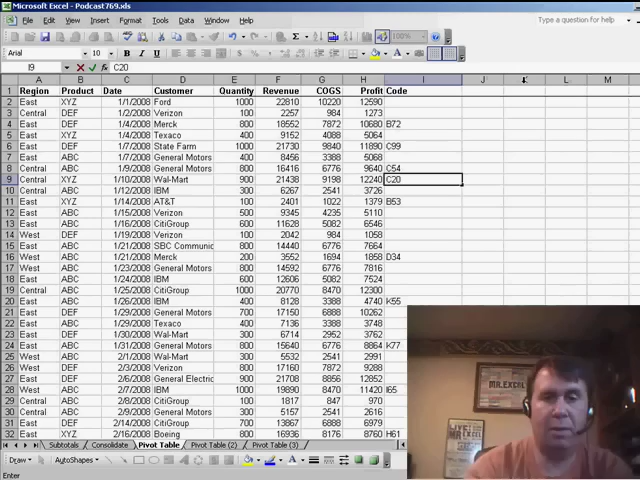 Microsoft Excel - Podcast769.xls
File Edit View Insert Format Tools Data Window Help Type a question for help
Arial 10
I9 C20
A B C D E F G H I J K L M
1 Region Product Date Customer Quantity Revenue COGS Profit Code
2 East XYZ 1/1/2008 Ford 1000 22810 10220 12590
3 Central DEF 1/2/2008 Verizon 100 2257 984 1273
4 East DEF 1/4/2008 Merck 800 18552 7872 10680 B72
5 East XYZ 1/4/2008 Texaco 400 9152 4088 5064
6 East DEF 1/7/2008 State Farm 1000 21730 9840 11890 C99
7 East ABC 1/7/2008 General Motors 400 8456 3388 5068
8 Central ABC 1/9/2008 General Motors 800 16416 6776 9640 C54
9 Central XYZ 1/10/2008 Wal-Mart 900 21438 9198 12240 C20
10 Central ABC 1/12/2008 IBM 300 6267 2541 3726
11 East XYZ 1/14/2008 AT&T 100 2401 1022 1379 B53
12 East ABC 1/15/2008 Verizon 500 9345 4235 5110
13 East ABC 1/16/2008 CitiGroup 600 11628 5082 6546
14 West DEF 1/19/2008 Verizon 100 2042 984 1058
15 East ABC 1/21/2008 SBC Communic 800 14440 6776 7664
16 West ABC 1/21/2008 Merck 200 3552 1694 1858 D34
17 West ABC 1/23/2008 General Motors 800 14592 6776 7816
18 East ABC 1/24/2008 IBM 600 12606 5082 7524
19 Central ABC 1/25/2008 CitiGroup 1000 20770 8470 12300
20 East ABC 1/26/2008 IBM 400 8128 3388 4740 K55
21 East DEF 1/29/2008 General Motors 700 17150 6888 10262
22 East ABC 1/29/2008 Texaco 400 7136 3388 3748
23 East DEF 1/30/2008 Wal-Mart 300 6714 2952 3762
24 Central ABC 1/31/2008 General Motors 800 15640 6776 8864 K77
25 West ABC 2/1/2008 Wal-Mart 300 5532 2541 2991
26 West DEF 2/2/2008 Verizon 800 17160 7872 9288
27 East DEF 2/6/2008 General Electric 900 21708 8856 12852
28 West DEF 2/7/2008 IBM 1000 19890 8470 11420 I65
29 Central ABC 2/8/2008 CitiGroup 100 1817 847 970
30 Central ABC 2/9/2008 General Motors 300 5157 2541 2616
31 East DEF 2/14/2008 CitiGroup 700 13867 6888 6979
32 East XYZ 2/16/2008 Boeing 800 16936 8176 8760 H61
Subtotals Consolidate Pivot Table Pivot Table (2) Pivot Table (3)
Draw AutoShapes
100%
MR.EXCEL